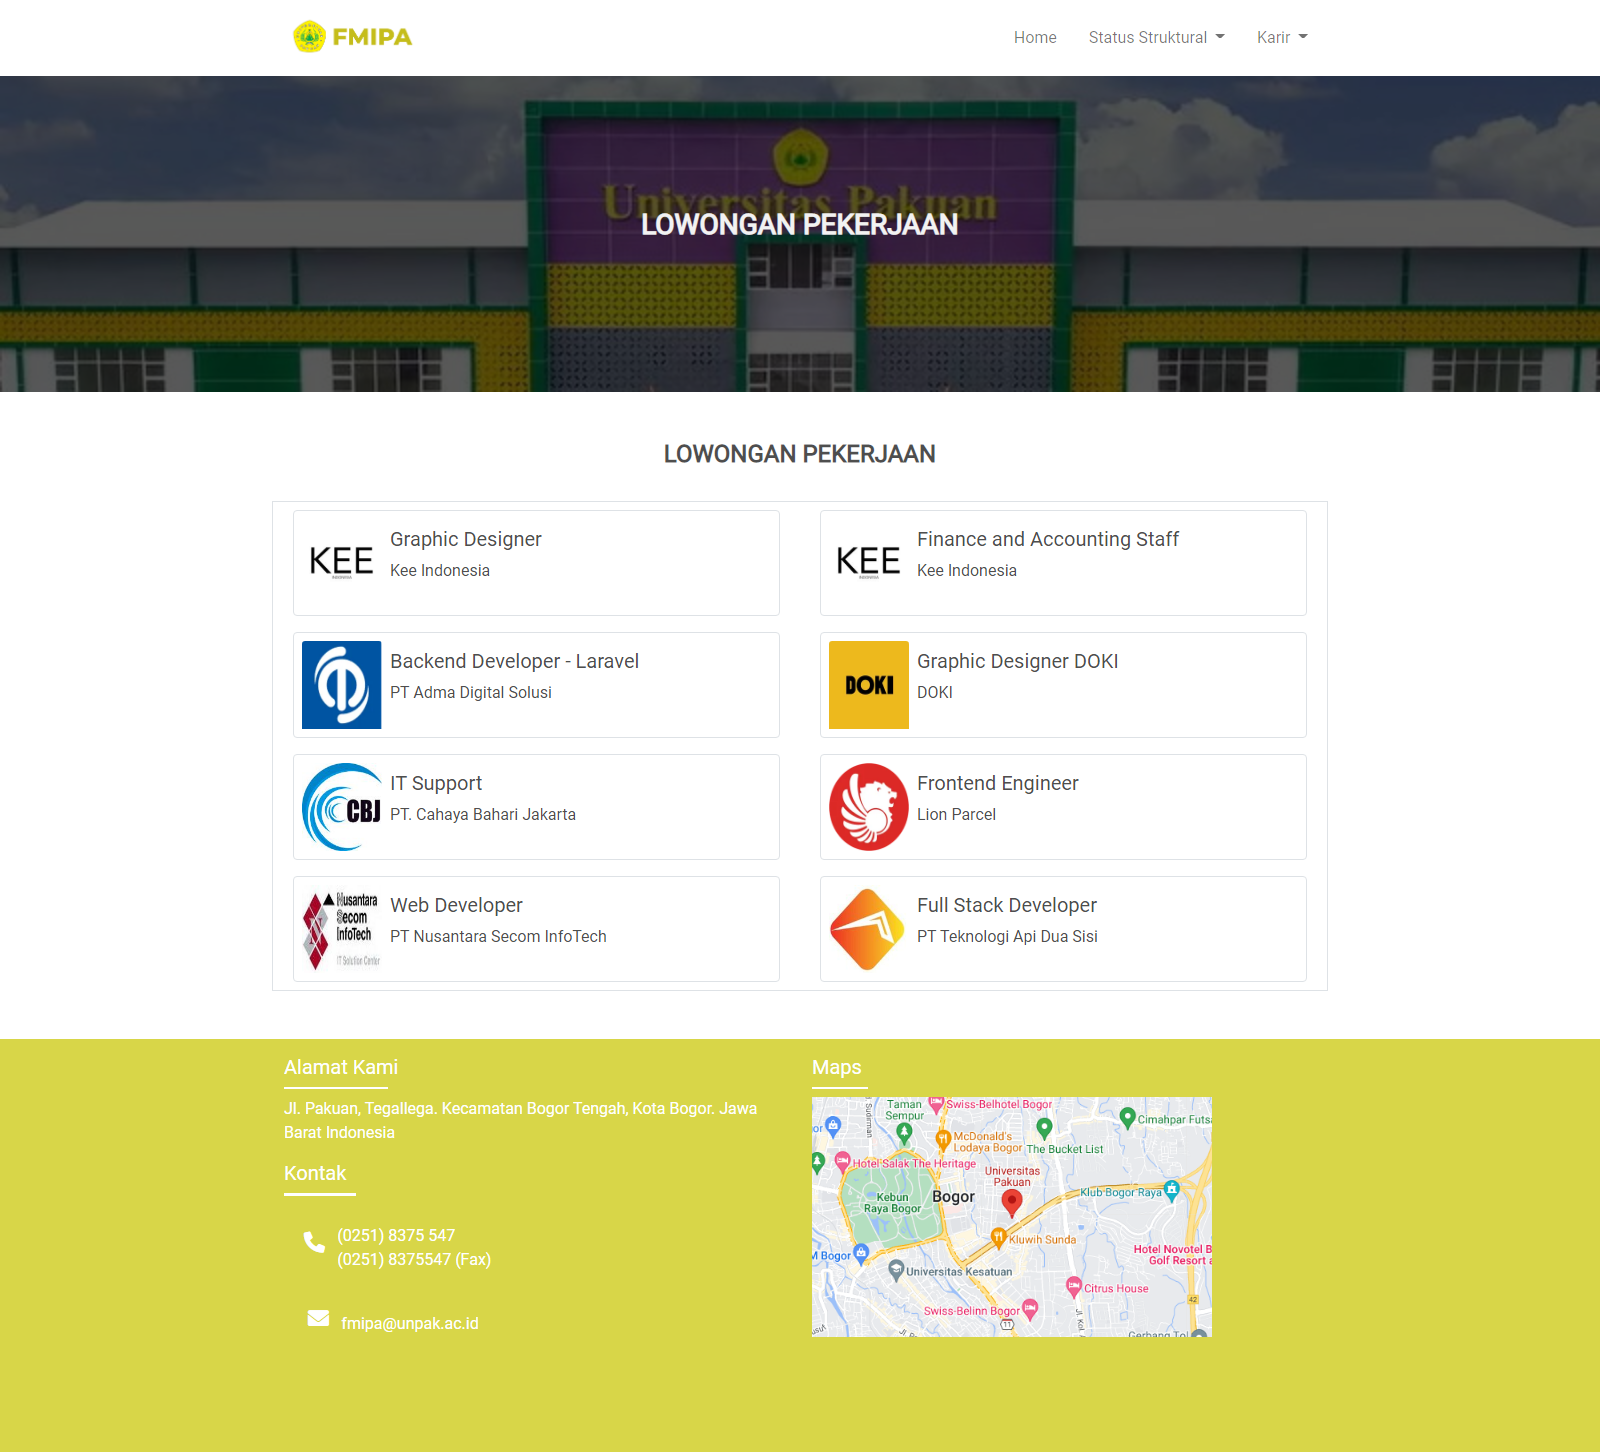 FMIPA
Home
Status Struktural
Karir
Universitas Pakuan
LOWONGAN PEKERJAAN
LOWONGAN PEKERJAAN
KEE
Graphic Designer
Kee Indonesia
KEE
Finance and Accounting Staff
Kee Indonesia
Backend Developer - Laravel
PT Adma Digital Solusi
DOKI
Graphic Designer DOKI
DOKI
CBJ
IT Support
PT. Cahaya Bahari Jakarta
Frontend Engineer
Lion Parcel
Nusantara
Secom
InfoTech
IT Solution Center
Web Developer
PT Nusantara Secom InfoTech
Full Stack Developer
PT Teknologi Api Dua Sisi
Alamat Kami
Jl. Pakuan, Tegallega. Kecamatan Bogor Tengah, Kota Bogor. Jawa
Barat Indonesia
Kontak
(0251) 8375 547
(0251) 8375547 (Fax)
fmipa@unpak.ac.id
Maps
Taman
Sempur
Swiss-Belhotel Bogor
Cimahpar Futs
McDonald's
Lodaya Bogor
The Bucket List
Hotel Salak The Heritage
Universitas
Pakuan
Kebun
Raya Bogor
Bogor
Klub Bogor Raya
Kluwih Sunda
M Bogor
Hotel Novotel B
Golf Resort a
Universitas Kesatuan
Citrus House
42
Swiss-Belinn Bogor
11
Jl. Kol. A
Gerbang Tol